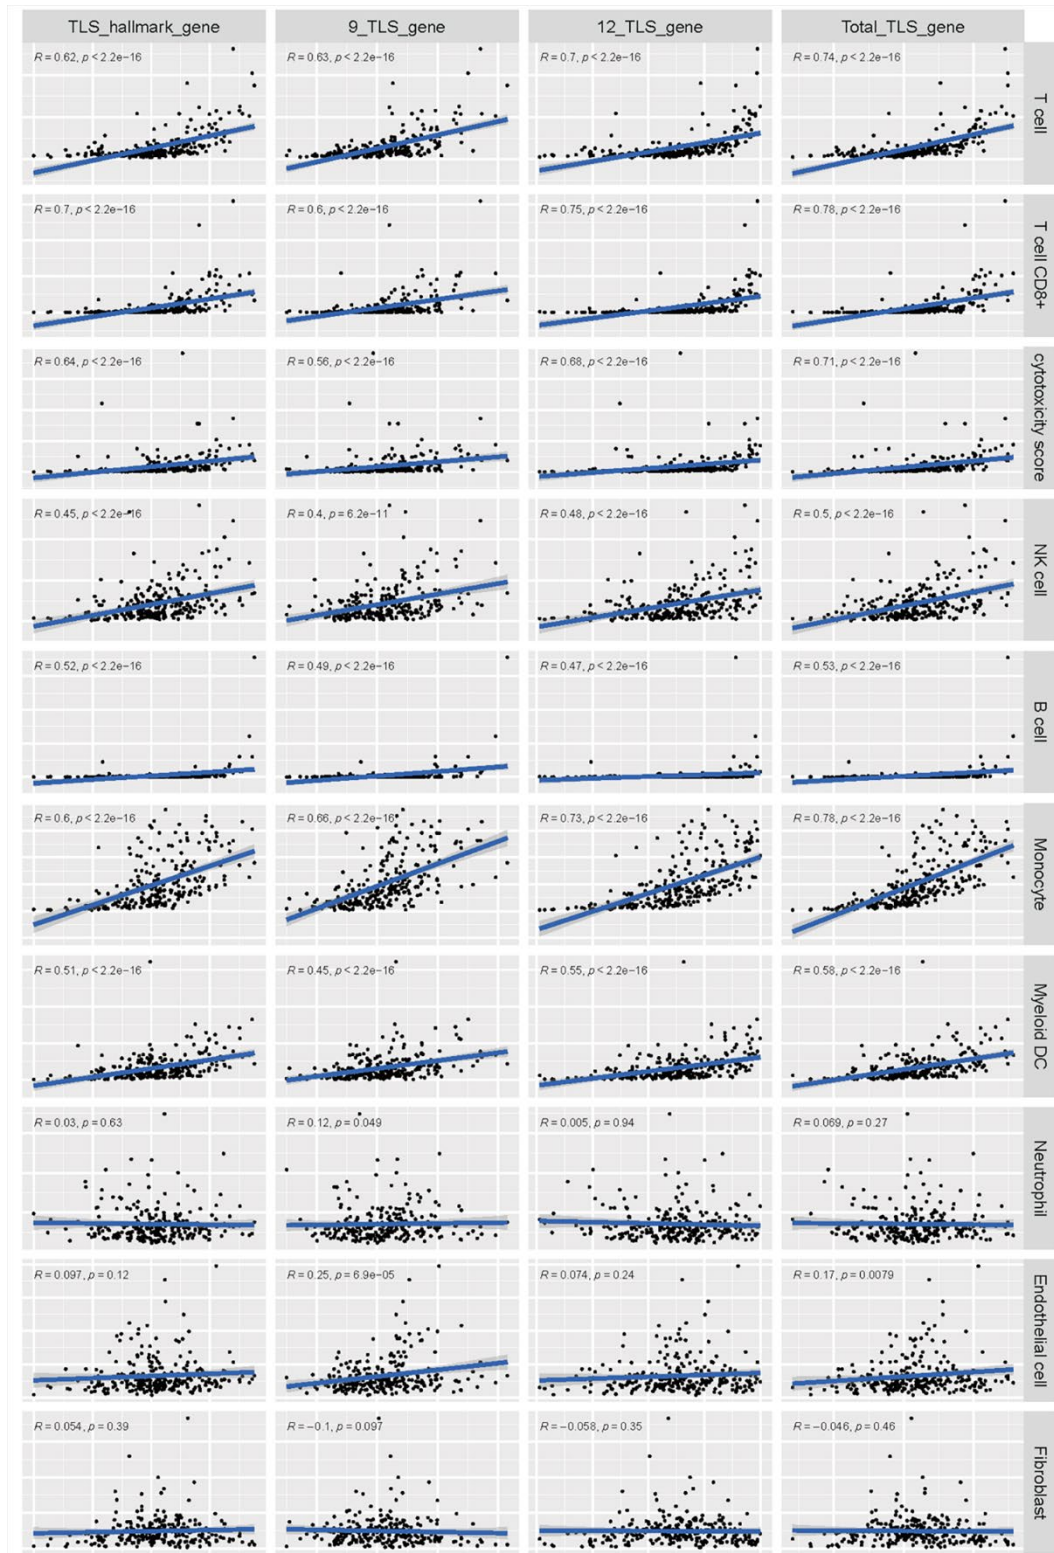 TLS_hallmark_gene 9_TLS_gene 12_TLS_gene Total_TLS_gene
R = 0.62, p < 2.2e−16 R = 0.63, p < 2.2e−16 R = 0.7, p < 2.2e−16 R = 0.74, p < 2.2e−16 T cell
R = 0.7, p < 2.2e−16 R = 0.6, p < 2.2e−16 R = 0.75, p < 2.2e−16 R = 0.78, p < 2.2e−16 T cell CD8+
R = 0.64, p < 2.2e−16 R = 0.56, p < 2.2e−16 R = 0.68, p < 2.2e−16 R = 0.71, p < 2.2e−16 cytotoxicity score
R = 0.45, p < 2.2e−16 R = 0.4, p = 6.2e−11 R = 0.48, p < 2.2e−16 R = 0.5, p < 2.2e−16 NK cell
R = 0.52, p < 2.2e−16 R = 0.49, p < 2.2e−16 R = 0.47, p < 2.2e−16 R = 0.53, p < 2.2e−16 B cell
R = 0.6, p < 2.2e−16 R = 0.66, p < 2.2e−16 R = 0.73, p < 2.2e−16 R = 0.78, p < 2.2e−16 Monocyte
R = 0.51, p < 2.2e−16 R = 0.45, p < 2.2e−16 R = 0.55, p < 2.2e−16 R = 0.58, p < 2.2e−16 Myeloid DC
R = 0.03, p = 0.63 R = 0.12, p = 0.049 R = 0.005, p = 0.94 R = 0.069, p = 0.27 Neutrophil
R = 0.097, p = 0.12 R = 0.25, p = 6.9e−05 R = 0.074, p = 0.24 R = 0.17, p = 0.0079 Endothelial cell
R = 0.054, p = 0.39 R = −0.1, p = 0.097 R = −0.058, p = 0.35 R = −0.046, p = 0.46 Fibroblast